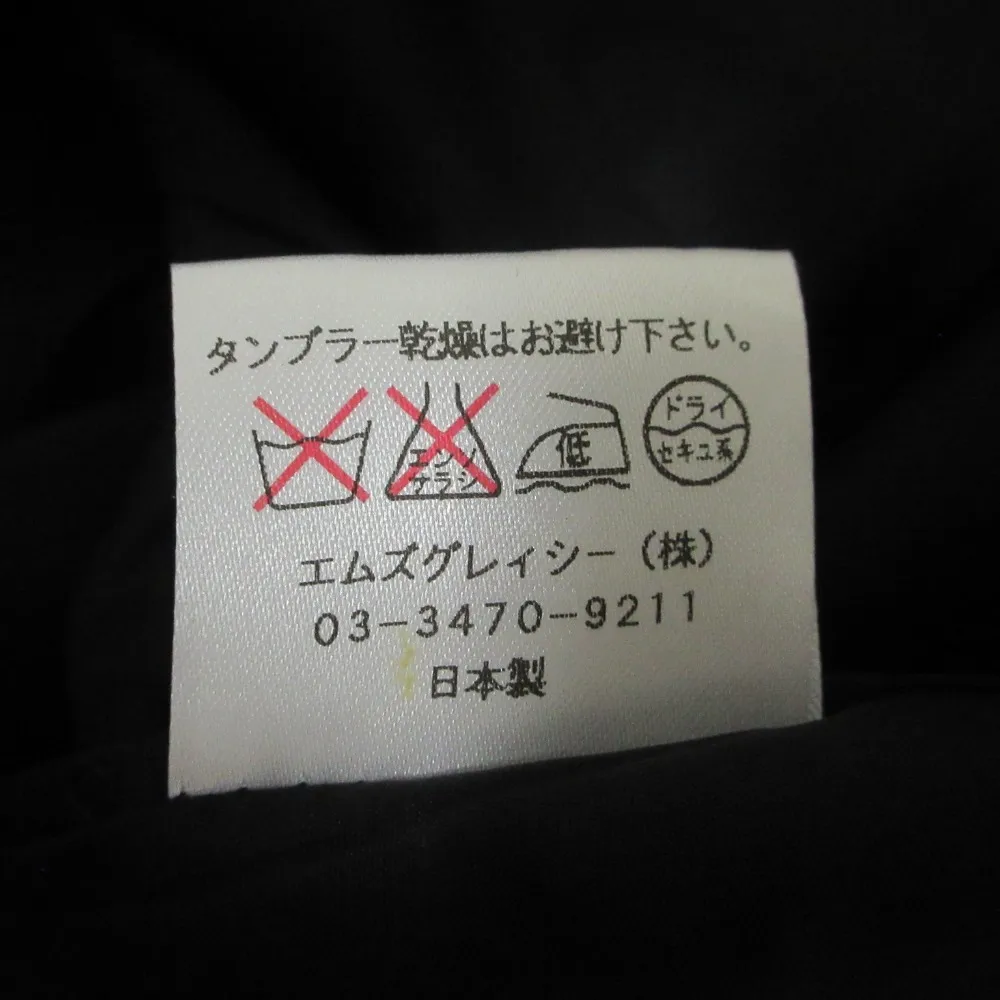 タンブラー乾燥はお避け下さい。
エンソ
サラシ
低
ドライ
セキユ系
エムズグレィシー(株)
03-3470-9211
日本製